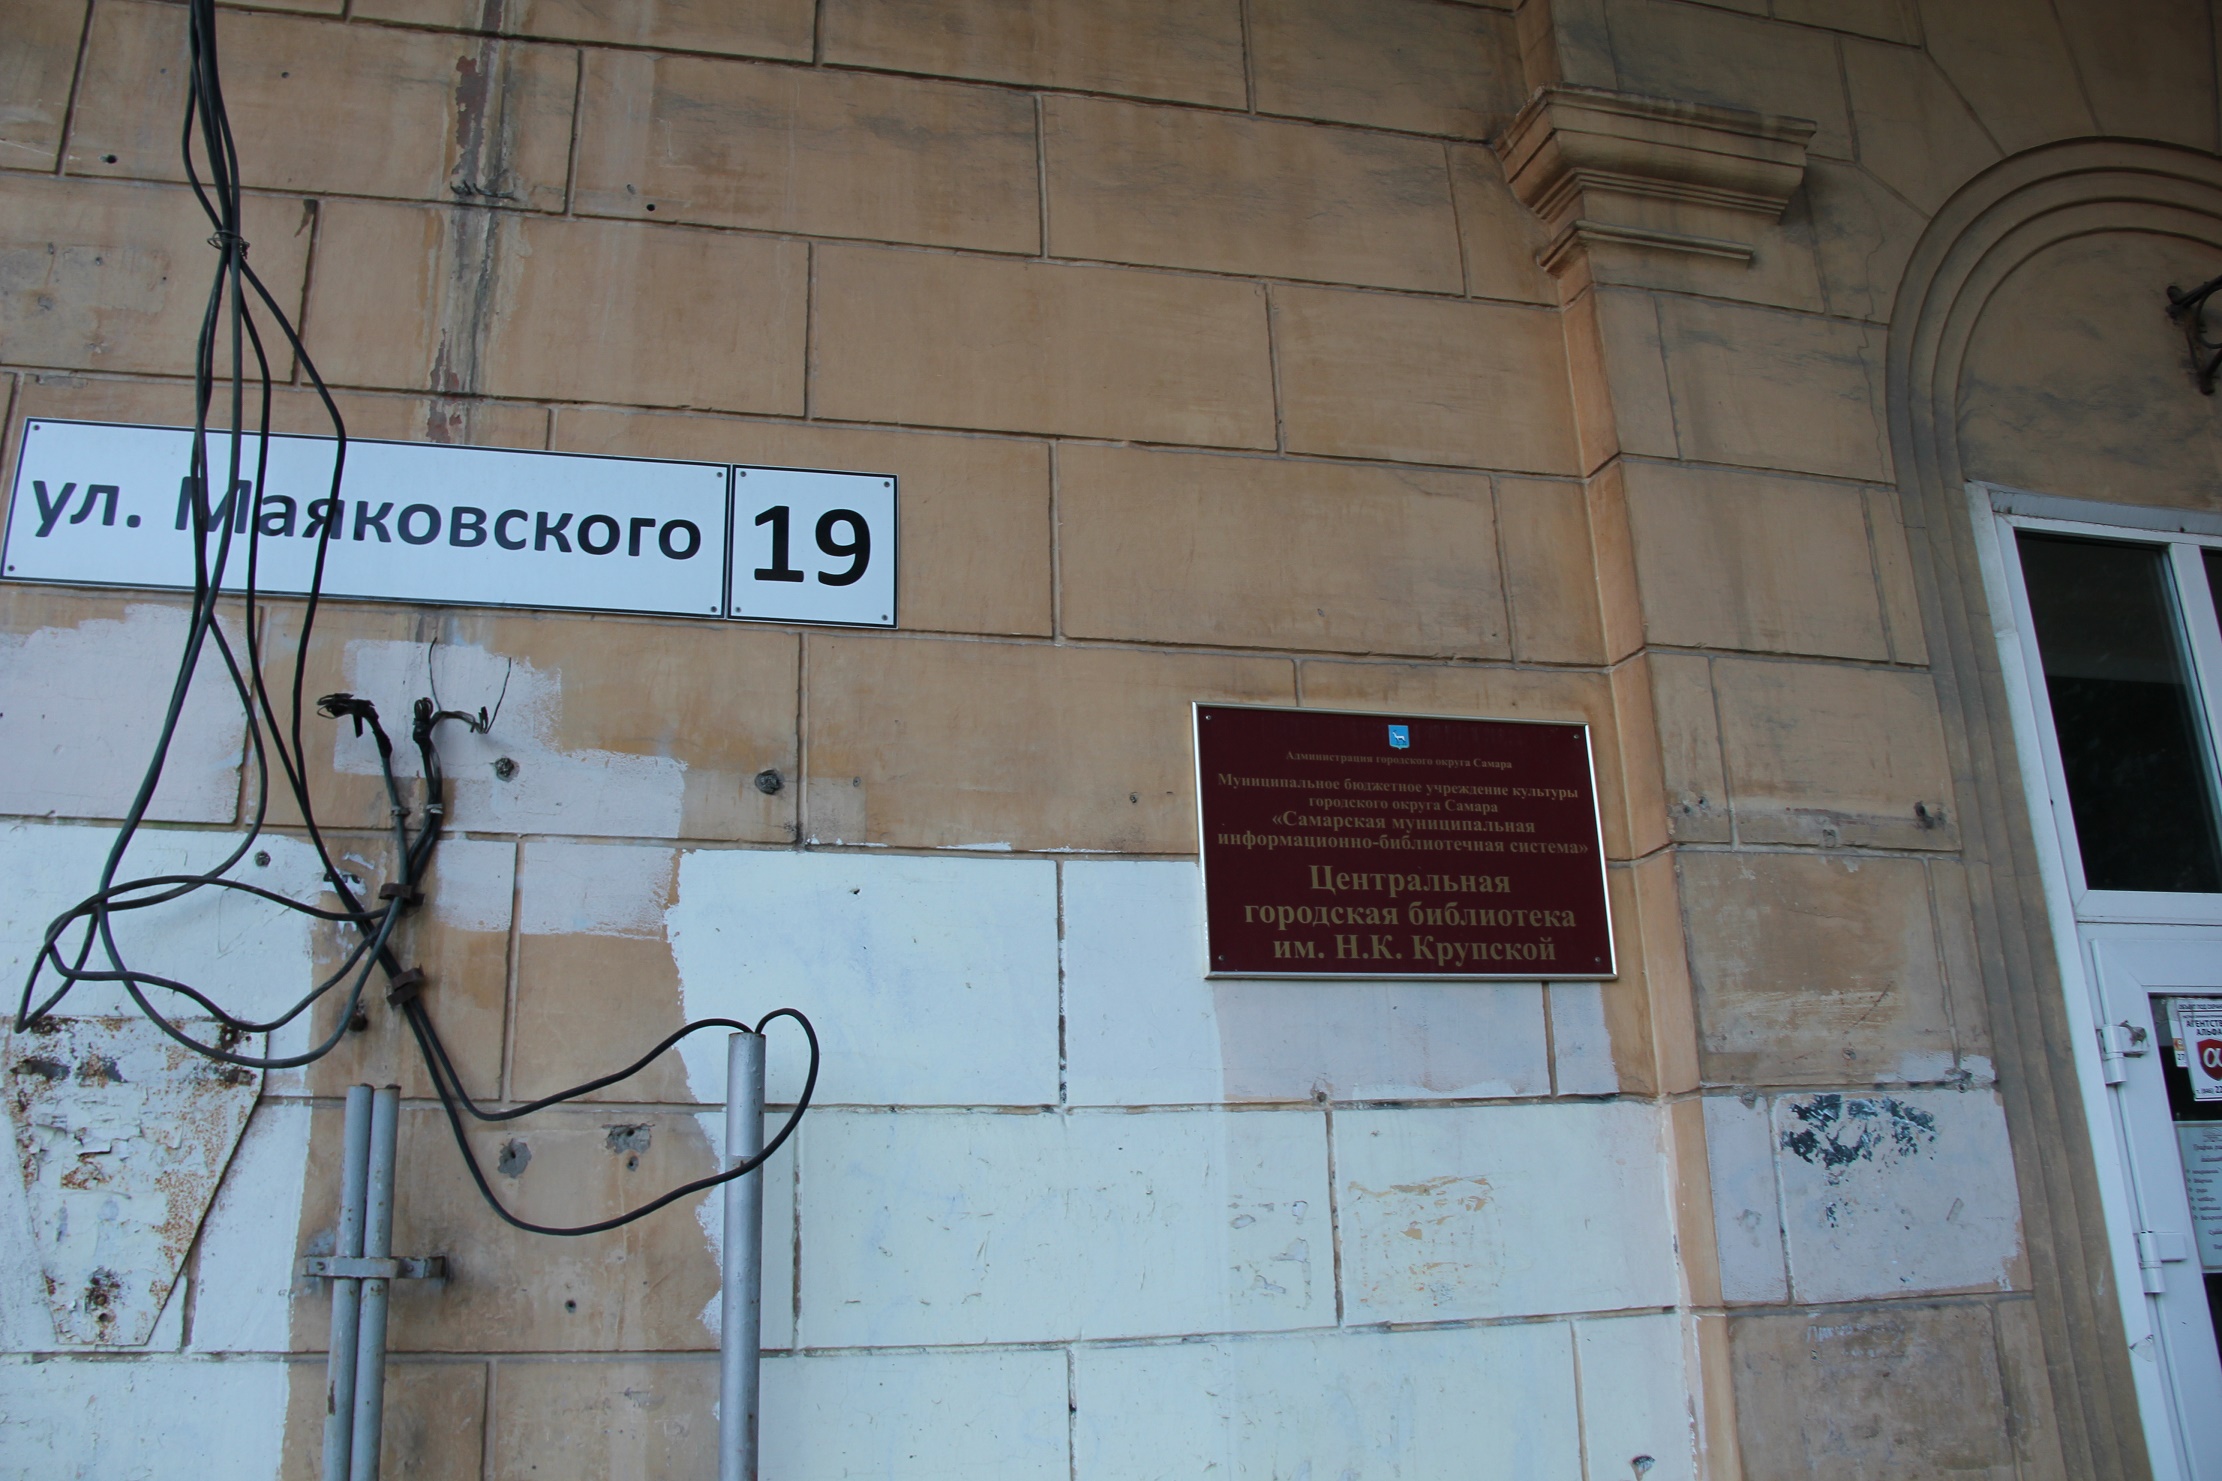 ул. Маяковского
19
Администрация городского округа Самара
Муниципальное бюджетное учреждение культуры
городского округа Самара
«Самарская муниципальная
информационно-библиотечная система»
Центральная
городская библиотека
им. Н.К. Крупской